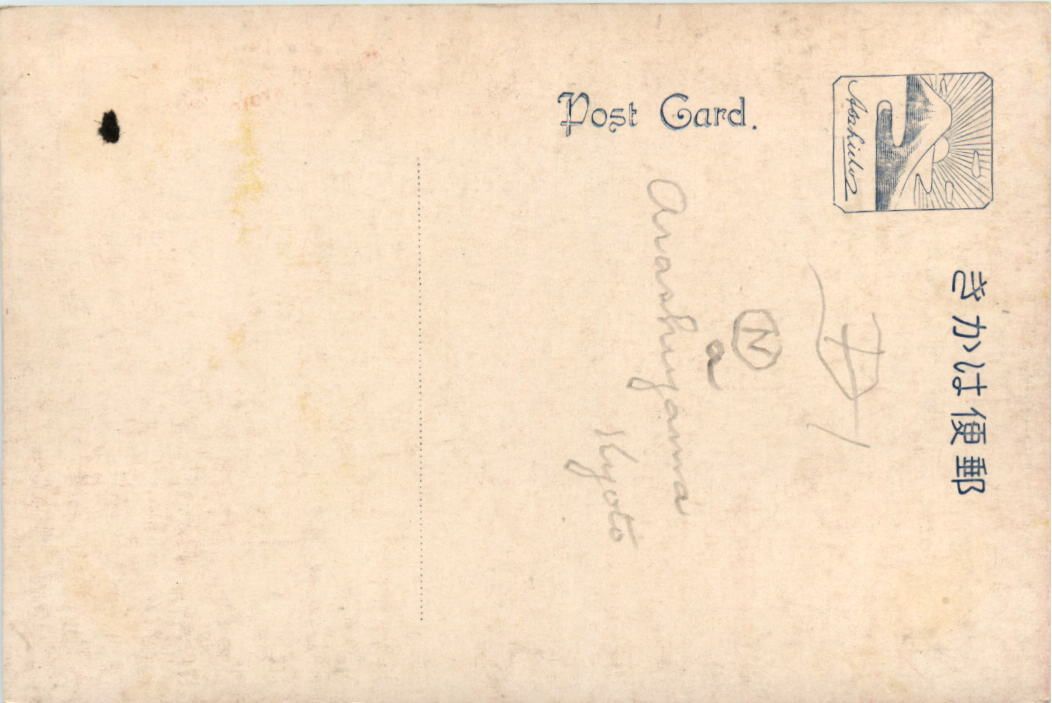 Post Card.
きかは便郵
N
a
Arashiyama
Kyoto